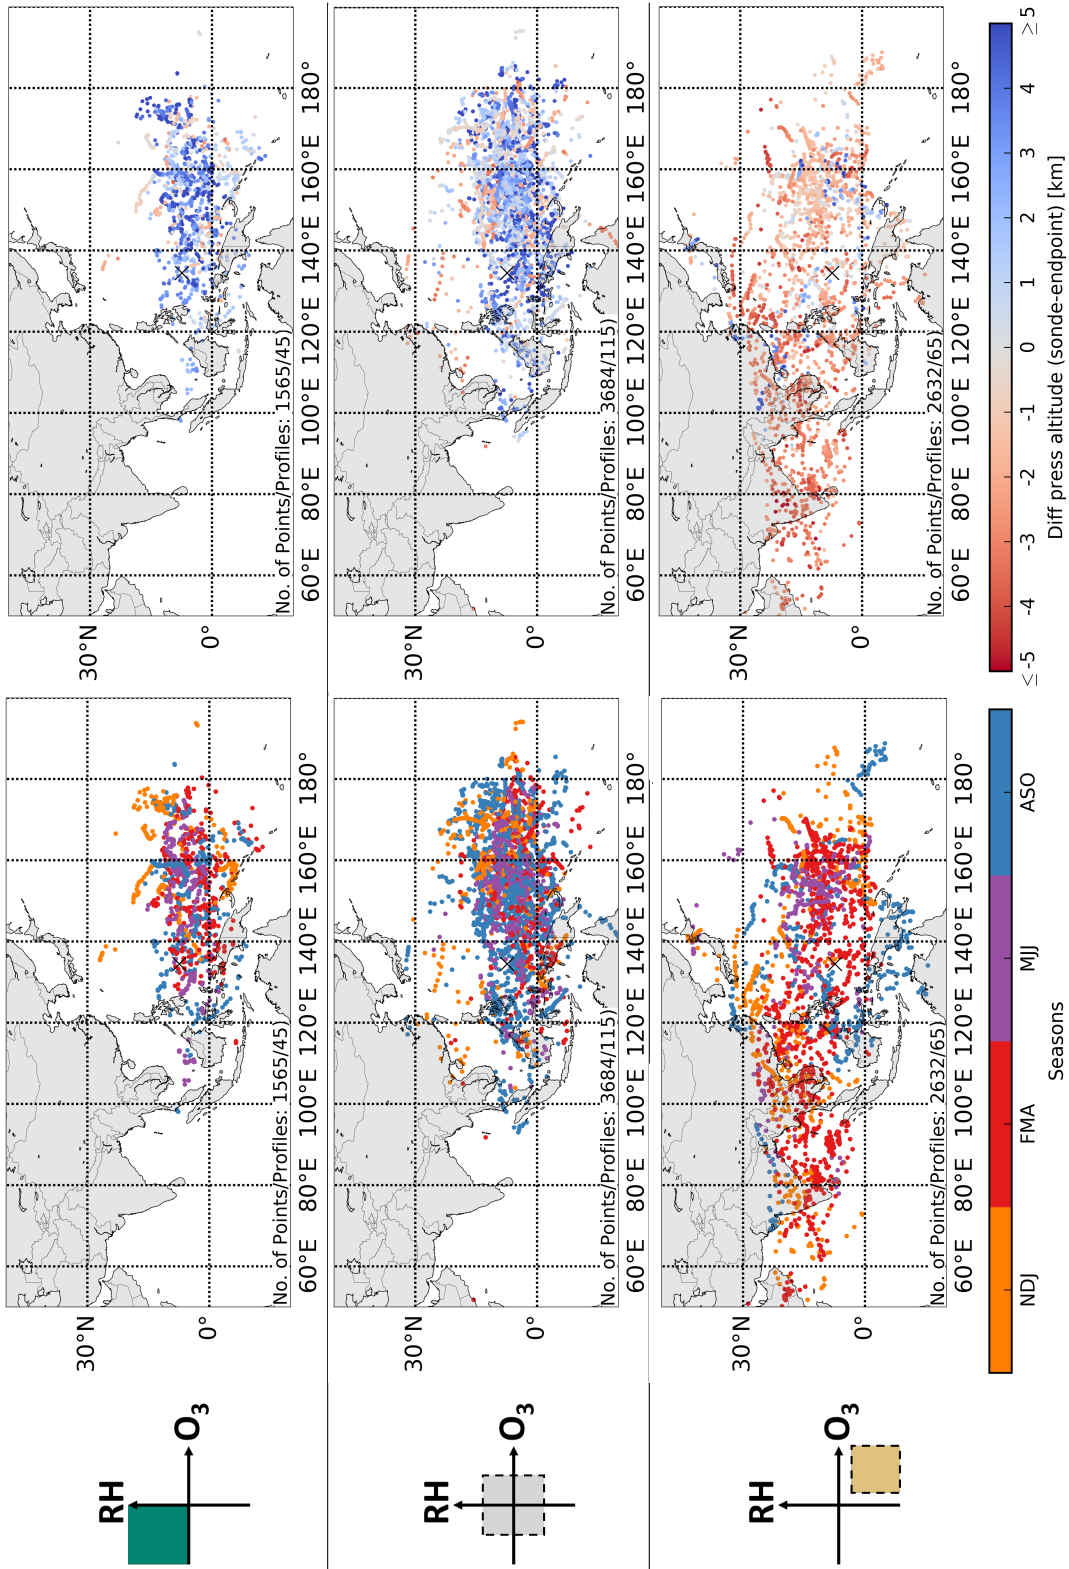 RH
O₃
30°N
0°
60°E 80°E 100°E 120°E 140°E 160°E 180°
No. of Points/Profiles: 1565/45
30°N
0°
60°E 80°E 100°E 120°E 140°E 160°E 180°
No. of Points/Profiles: 1565/45
RH
O₃
30°N
0°
60°E 80°E 100°E 120°E 140°E 160°E 180°
No. of Points/Profiles: 3684/115
30°N
0°
60°E 80°E 100°E 120°E 140°E 160°E 180°
No. of Points/Profiles: 3684/115
RH
O₃
30°N
0°
60°E 80°E 100°E 120°E 140°E 160°E 180°
No. of Points/Profiles: 2632/65
30°N
0°
60°E 80°E 100°E 120°E 140°E 160°E 180°
No. of Points/Profiles: 2632/65
NDJ FMA MJJ ASO
Seasons
≤ -5 -4 -3 -2 -1 0 1 2 3 4 ≥ 5
Diff press altitude (sonde-endpoint) [km]